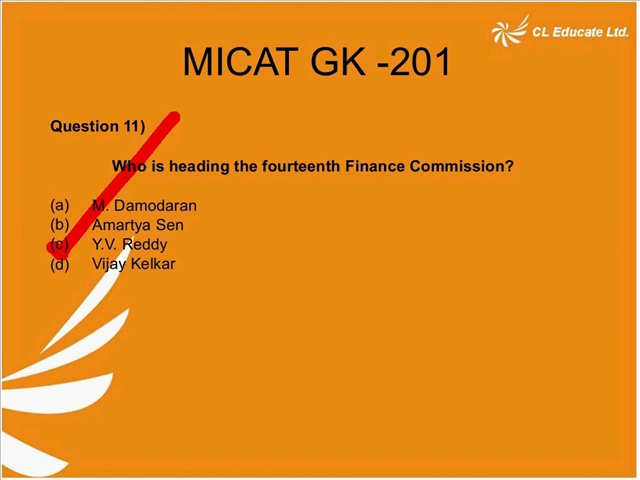 CL Educate Ltd.
MICAT GK -201
Question 11)
Who is heading the fourteenth Finance Commission?
(a) M. Damodaran
(b) Amartya Sen
(c) Y.V. Reddy
(d) Vijay Kelkar